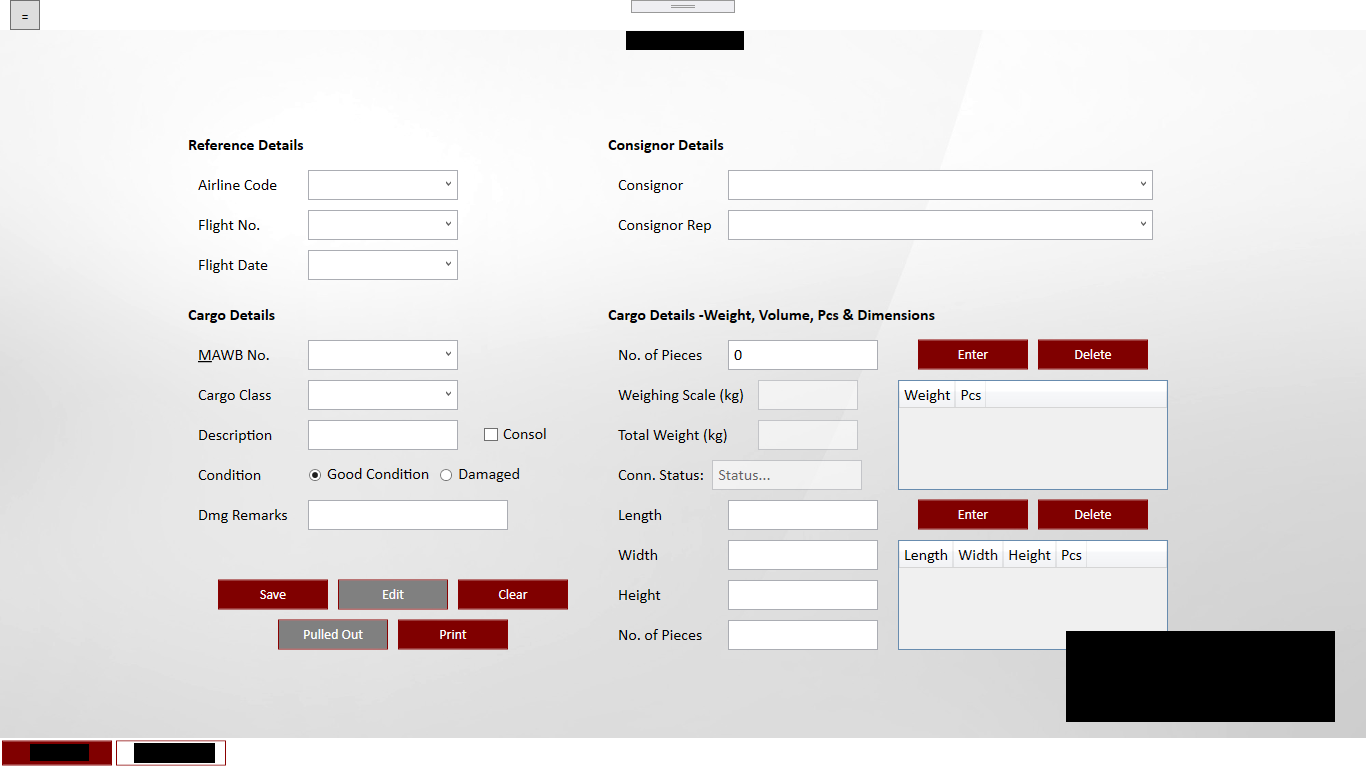 =
Reference Details
Airline Code
Flight No.
Flight Date
Consignor Details
Consignor
Consignor Rep
Cargo Details
MAWB No.
Cargo Class
Description
Consol
Condition
Good Condition
Damaged
Dmg Remarks
Save
Edit
Clear
Pulled Out
Print
Cargo Details -Weight, Volume, Pcs & Dimensions
No. of Pieces
0
Enter
Delete
Weighing Scale (kg)
Weight Pcs
Total Weight (kg)
Conn. Status:
Status...
Length
Enter
Delete
Width
Length Width Height Pcs
Height
No. of Pieces